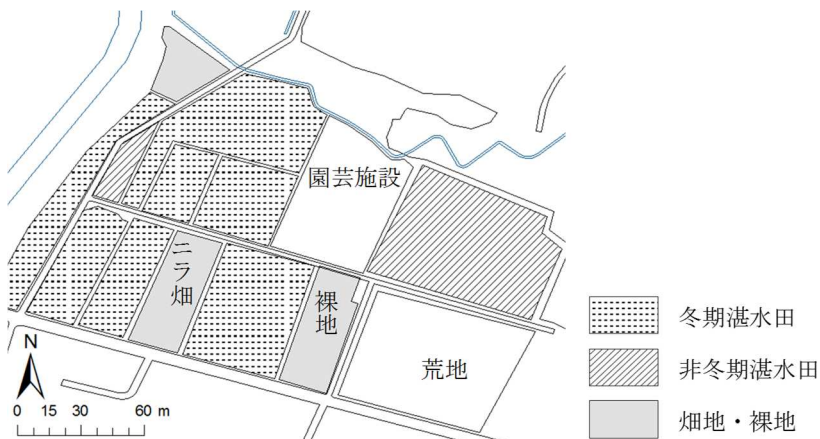 園芸施設
ニラ畑
裸地
荒地
N
0 15 30 60 m
冬期湛水田
非冬期湛水田
畑地・裸地